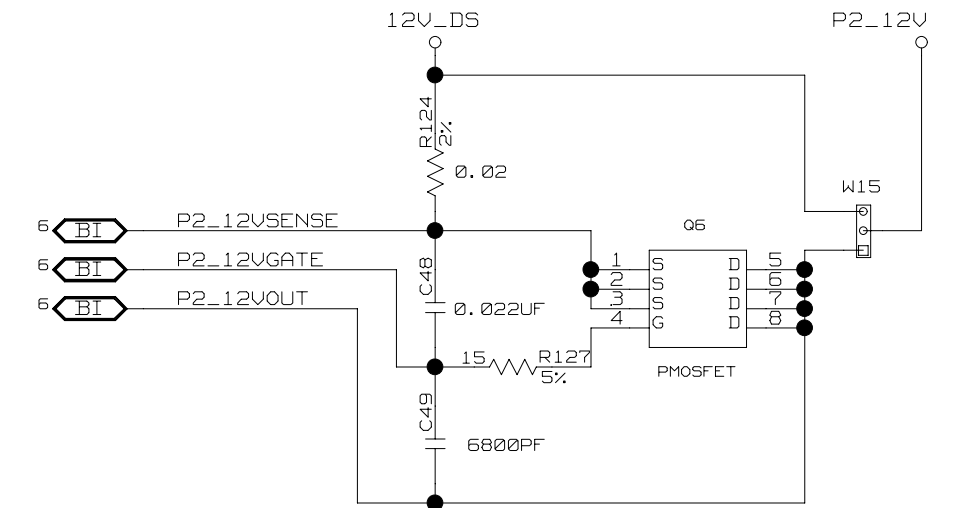 12V_DS
P2_12V
R124
2%
0.02
W15
6 BI P2_12VSENSE
Q6
6 BI P2_12VGATE
1 S D 5
C48
2 S D 6
6 BI P2_12VOUT
3 S D 7
0.022UF
4 G D 8
15 R127
5%
PMOSFET
C49
6800PF